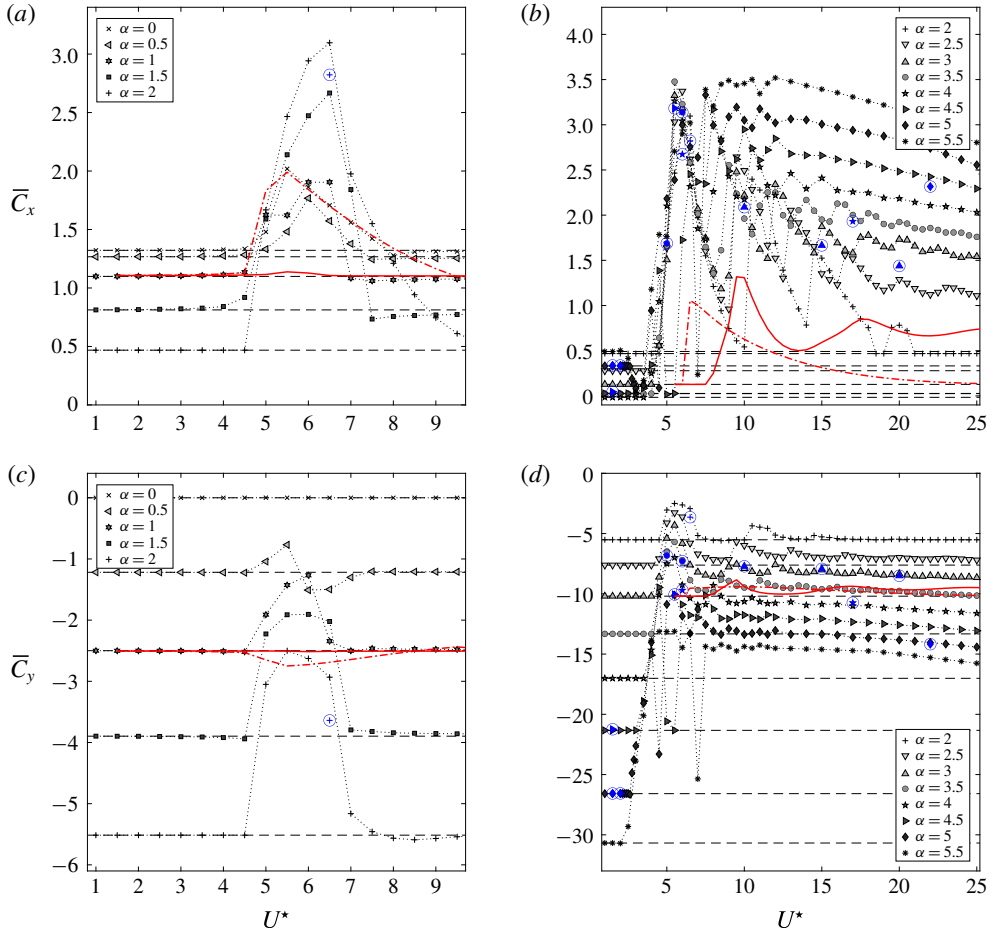 (a)
α = 0
α = 0.5
α = 1
α = 1.5
α = 2
3.0
2.5
2.0
1.5
1.0
0.5
0
C̅x
1 2 3 4 5 6 7 8 9
(b)
α = 2
α = 2.5
α = 3
α = 3.5
α = 4
α = 4.5
α = 5
α = 5.5
4.0
3.5
3.0
2.5
2.0
1.5
1.0
0.5
0
5 10 15 20 25
(c)
α = 0
α = 0.5
α = 1
α = 1.5
α = 2
0
−1
−2
−3
−4
−5
−6
C̅y
1 2 3 4 5 6 7 8 9
U⋆
(d)
−5
−10
−15
−20
−25
−30
0
α = 2
α = 2.5
α = 3
α = 3.5
α = 4
α = 4.5
α = 5
α = 5.5
5 10 15 20 25
U⋆